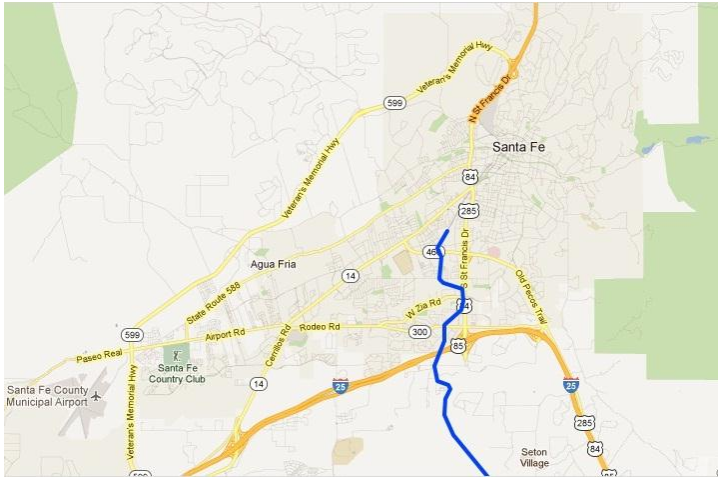 Veteran's Memorial Hwy
599
N St Francis Dr
Santa Fe
Veteran's Memorial Hwy
84
285
466
S St Francis Dr
Agua Fria
14
Old Pecos Trail
State Route 588
W Zia Rd
84
599
Airport Rd
Rodeo Rd
300
Cerrillos Rd
85
Paseo Real
Santa Fe
Country Club
Santa Fe County
Municipal Airport
14
25
25
Veteran's Memorial Hwy
285
84
Seton
Village
599
85